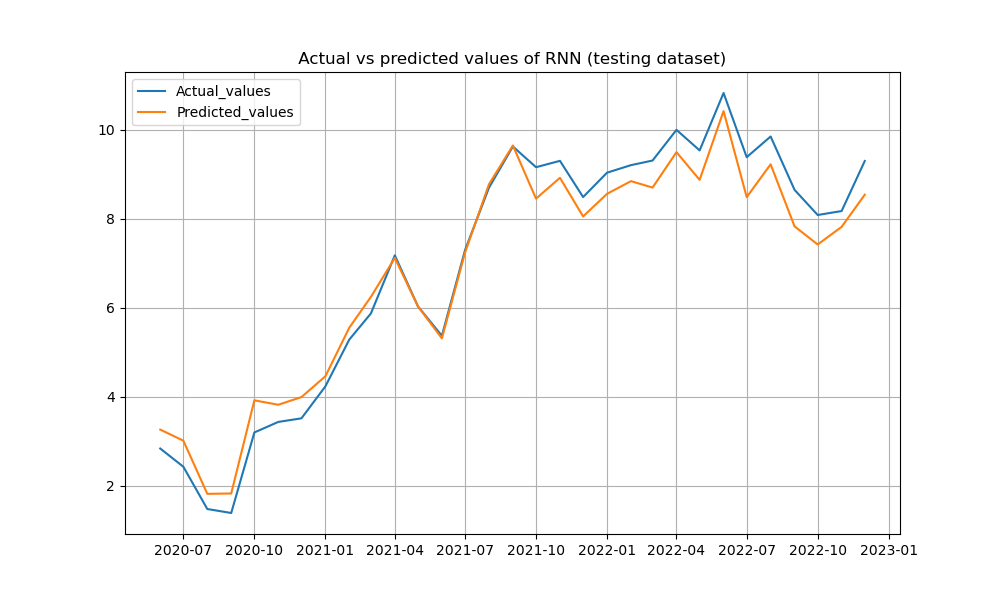 Actual vs predicted values of RNN (testing dataset)
Actual_values
Predicted_values
10
8
6
4
2
2020-07 2020-10 2021-01 2021-04 2021-07 2021-10 2022-01 2022-04 2022-07 2022-10 2023-01